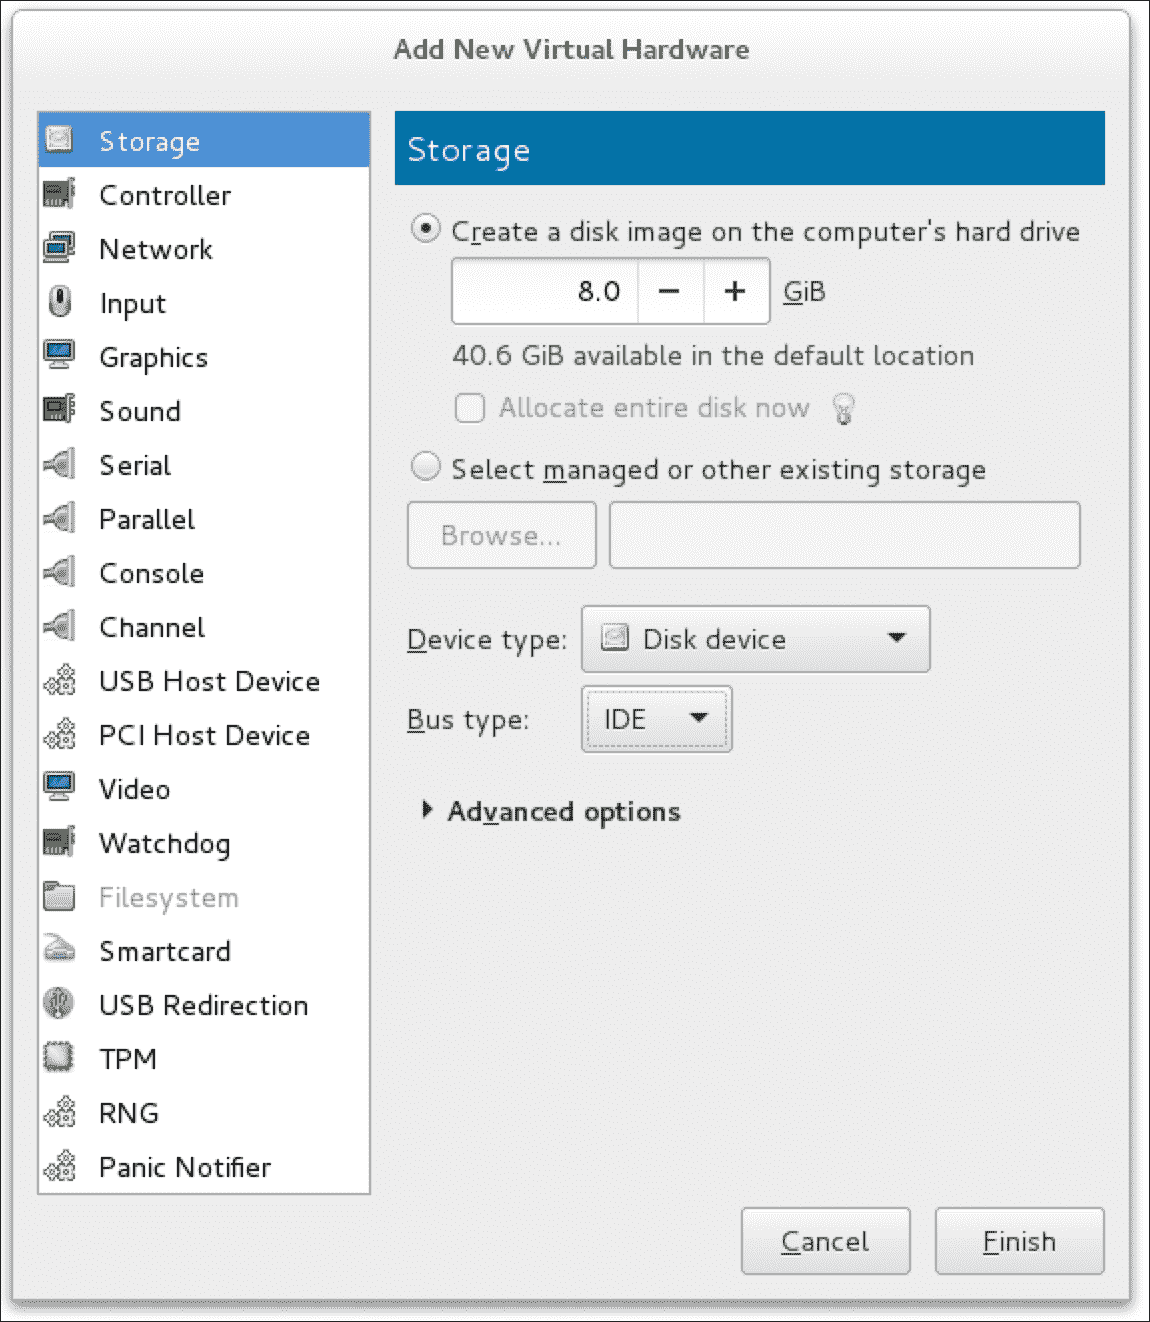 Add New Virtual Hardware
Storage
Controller
Network
Input
Graphics
Sound
Serial
Parallel
Console
Channel
USB Host Device
PCI Host Device
Video
Watchdog
Filesystem
Smartcard
USB Redirection
TPM
RNG
Panic Notifier
Storage
Create a disk image on the computer's hard drive
8.0 − + GiB
40.6 GiB available in the default location
Allocate entire disk now
Select managed or other existing storage
Browse...
Device type: Disk device
Bus type: IDE
Advanced options
Cancel Finish